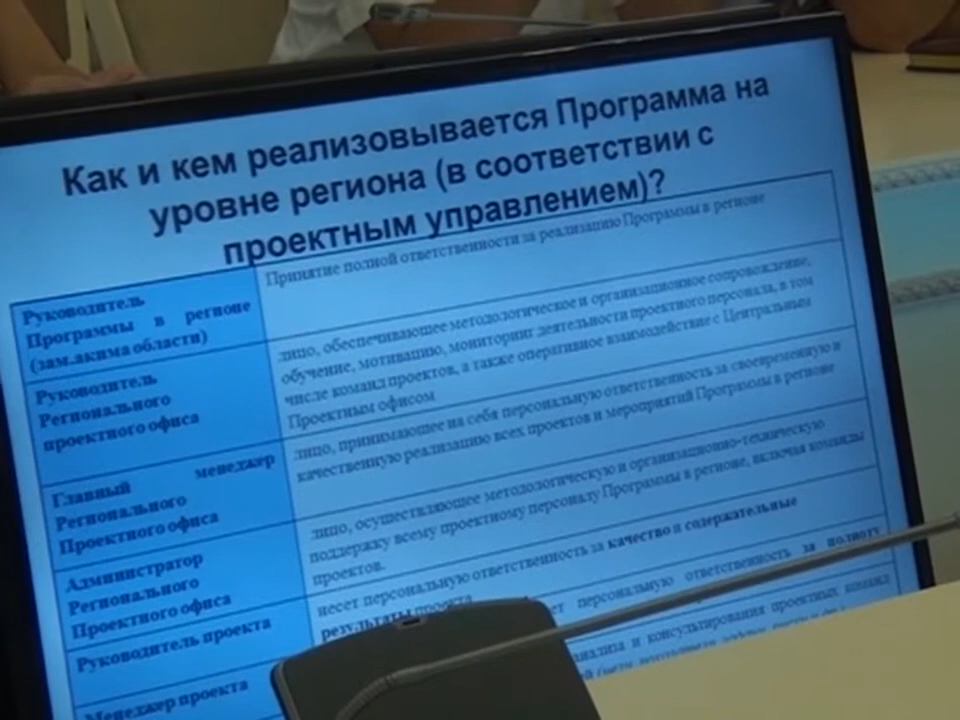 Как и кем реализовывается Программа на
уровне региона (в соответствии с
проектным управлением)?
Руководитель
Программы в регионе
(зам.акима области)
Принятие полной ответственности за реализацию Программы в регионе
Руководитель
Регионального
проектного офиса
лицо, обеспечивающее методологическое и организационное сопровождение,
обучение, мотивацию, мониторинг деятельности проектного персонала, в том
числе команд проектов, а также оперативное взаимодействие с Центральным
Проектным офисом
Главный менеджер
Регионального
Проектного офиса
лицо, принимающее на себя персональную ответственность за своевременную и
качественную реализацию всех проектов и мероприятий Программы в регионе
Администратор
Регионального
Проектного офиса
лицо, осуществляющее методологическую и организационно-техническую
поддержку всему проектному персоналу Программы в регионе, включая команды
проектов.
Руководитель проекта
несет персональную ответственность за качество и содержательные
результаты проекта
Менеджер проекта
персональную ответственность за полноту
анализа и консультирования проектных команд